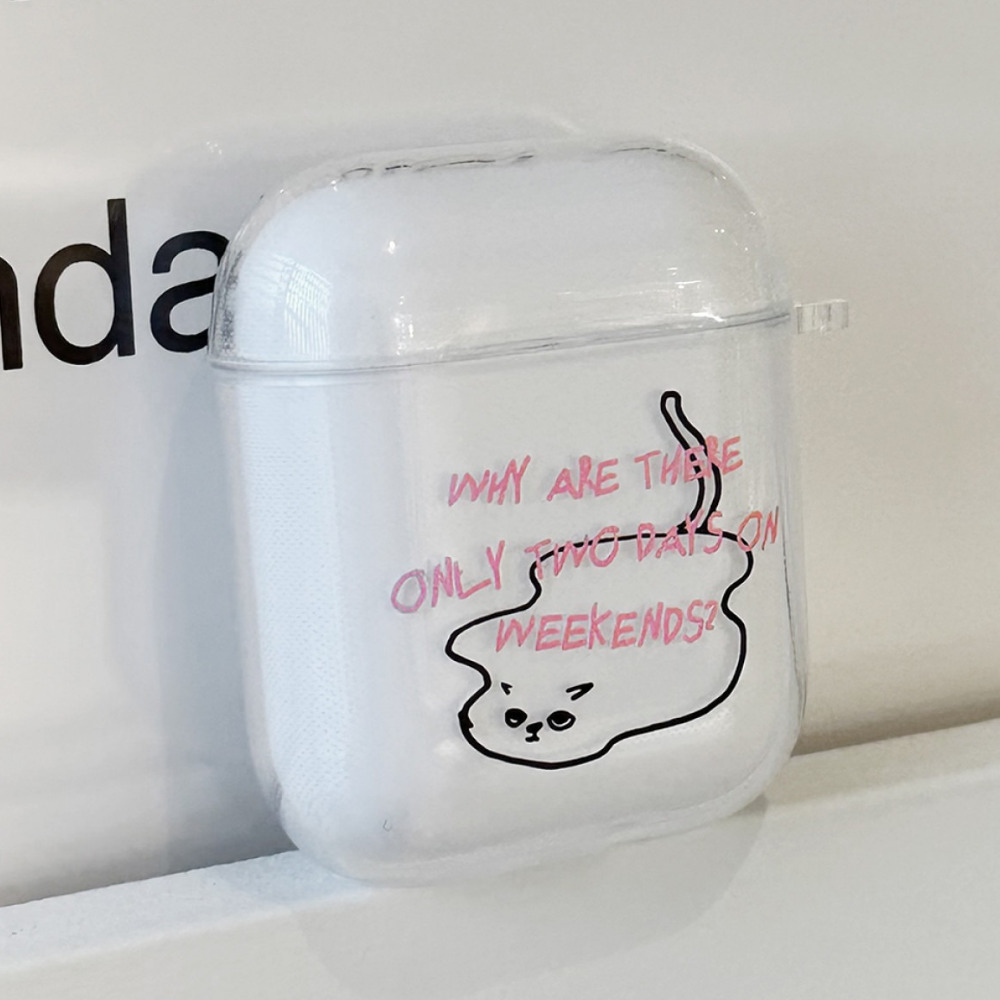 nda
WHY ARE THERE
ONLY TWO DAYS ON
WEEKENDS?